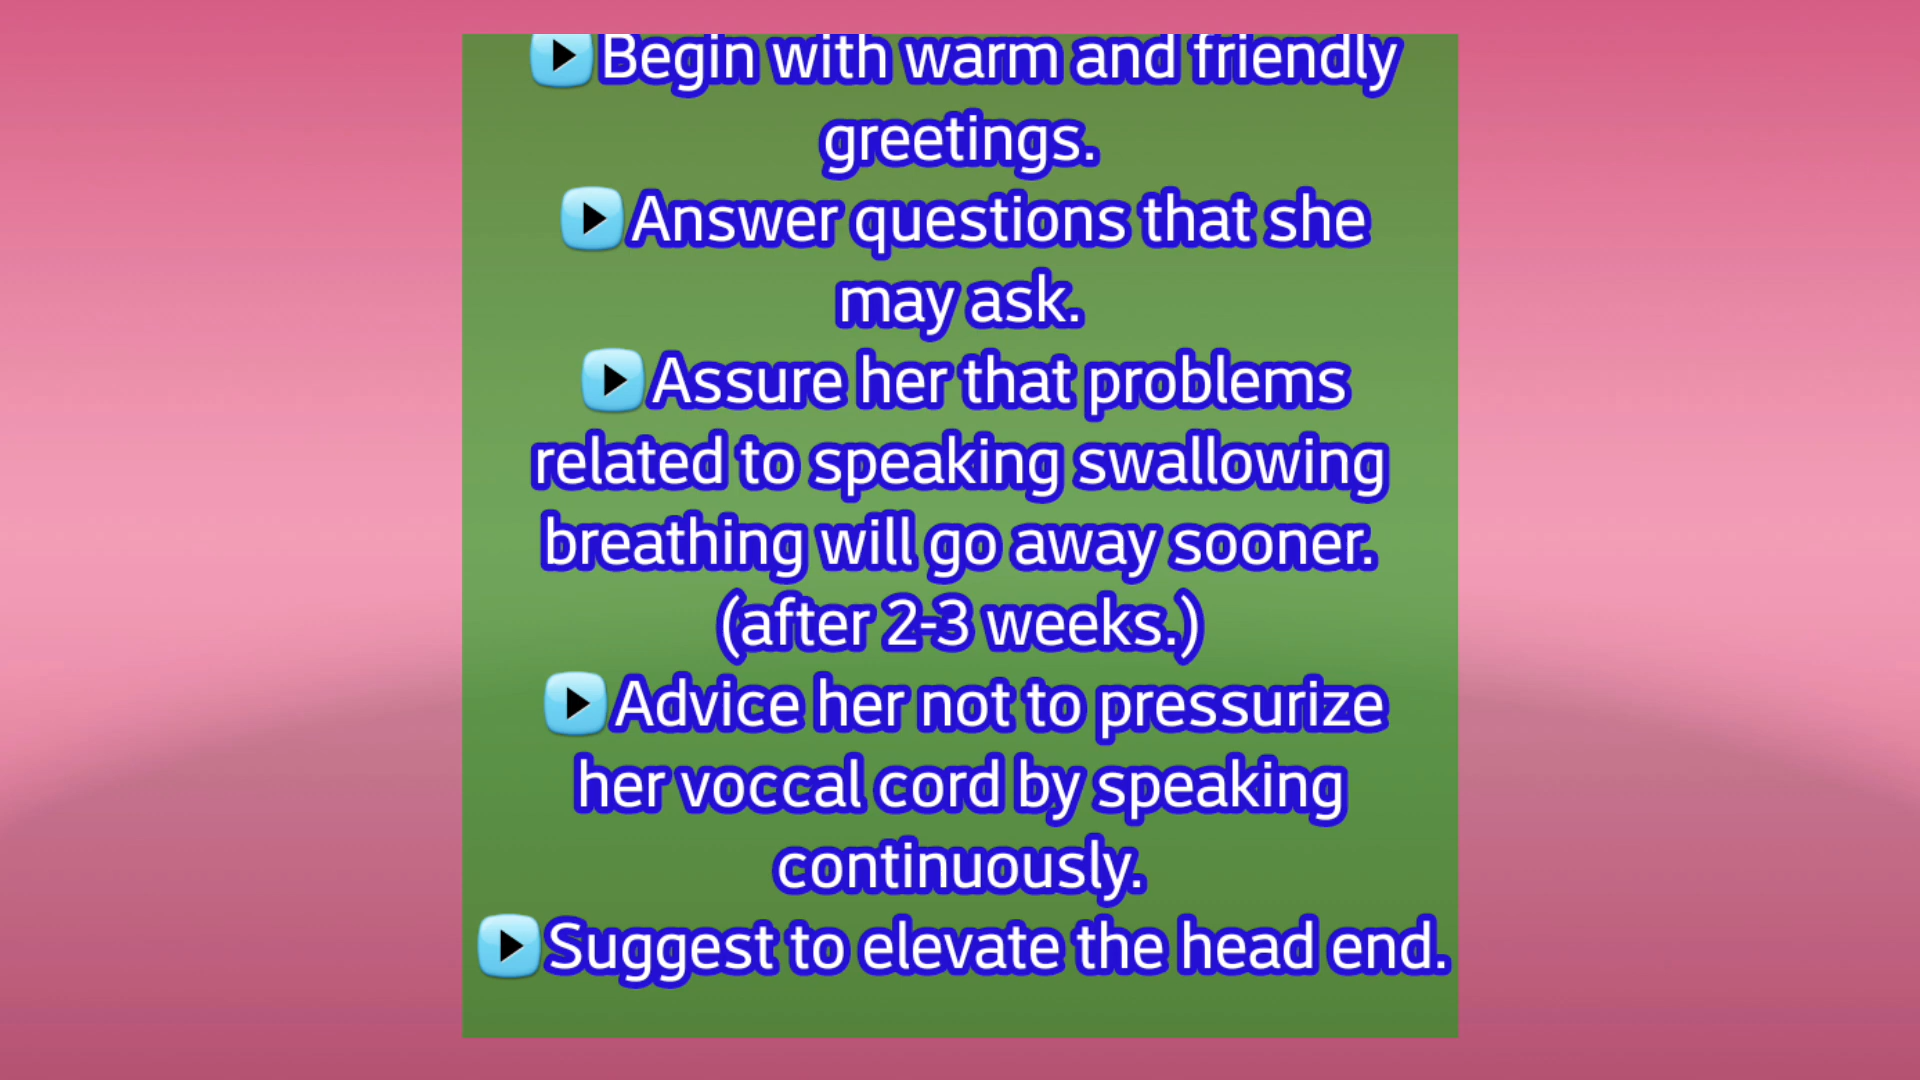 ▶Begin with warm and friendly
greetings.
▶Answer questions that she
may ask.
▶Assure her that problems
related to speaking swallowing
breathing will go away sooner.
(after 2-3 weeks.)
▶Advice her not to pressurize
her voccal cord by speaking
continuously.
▶Suggest to elevate the head end.